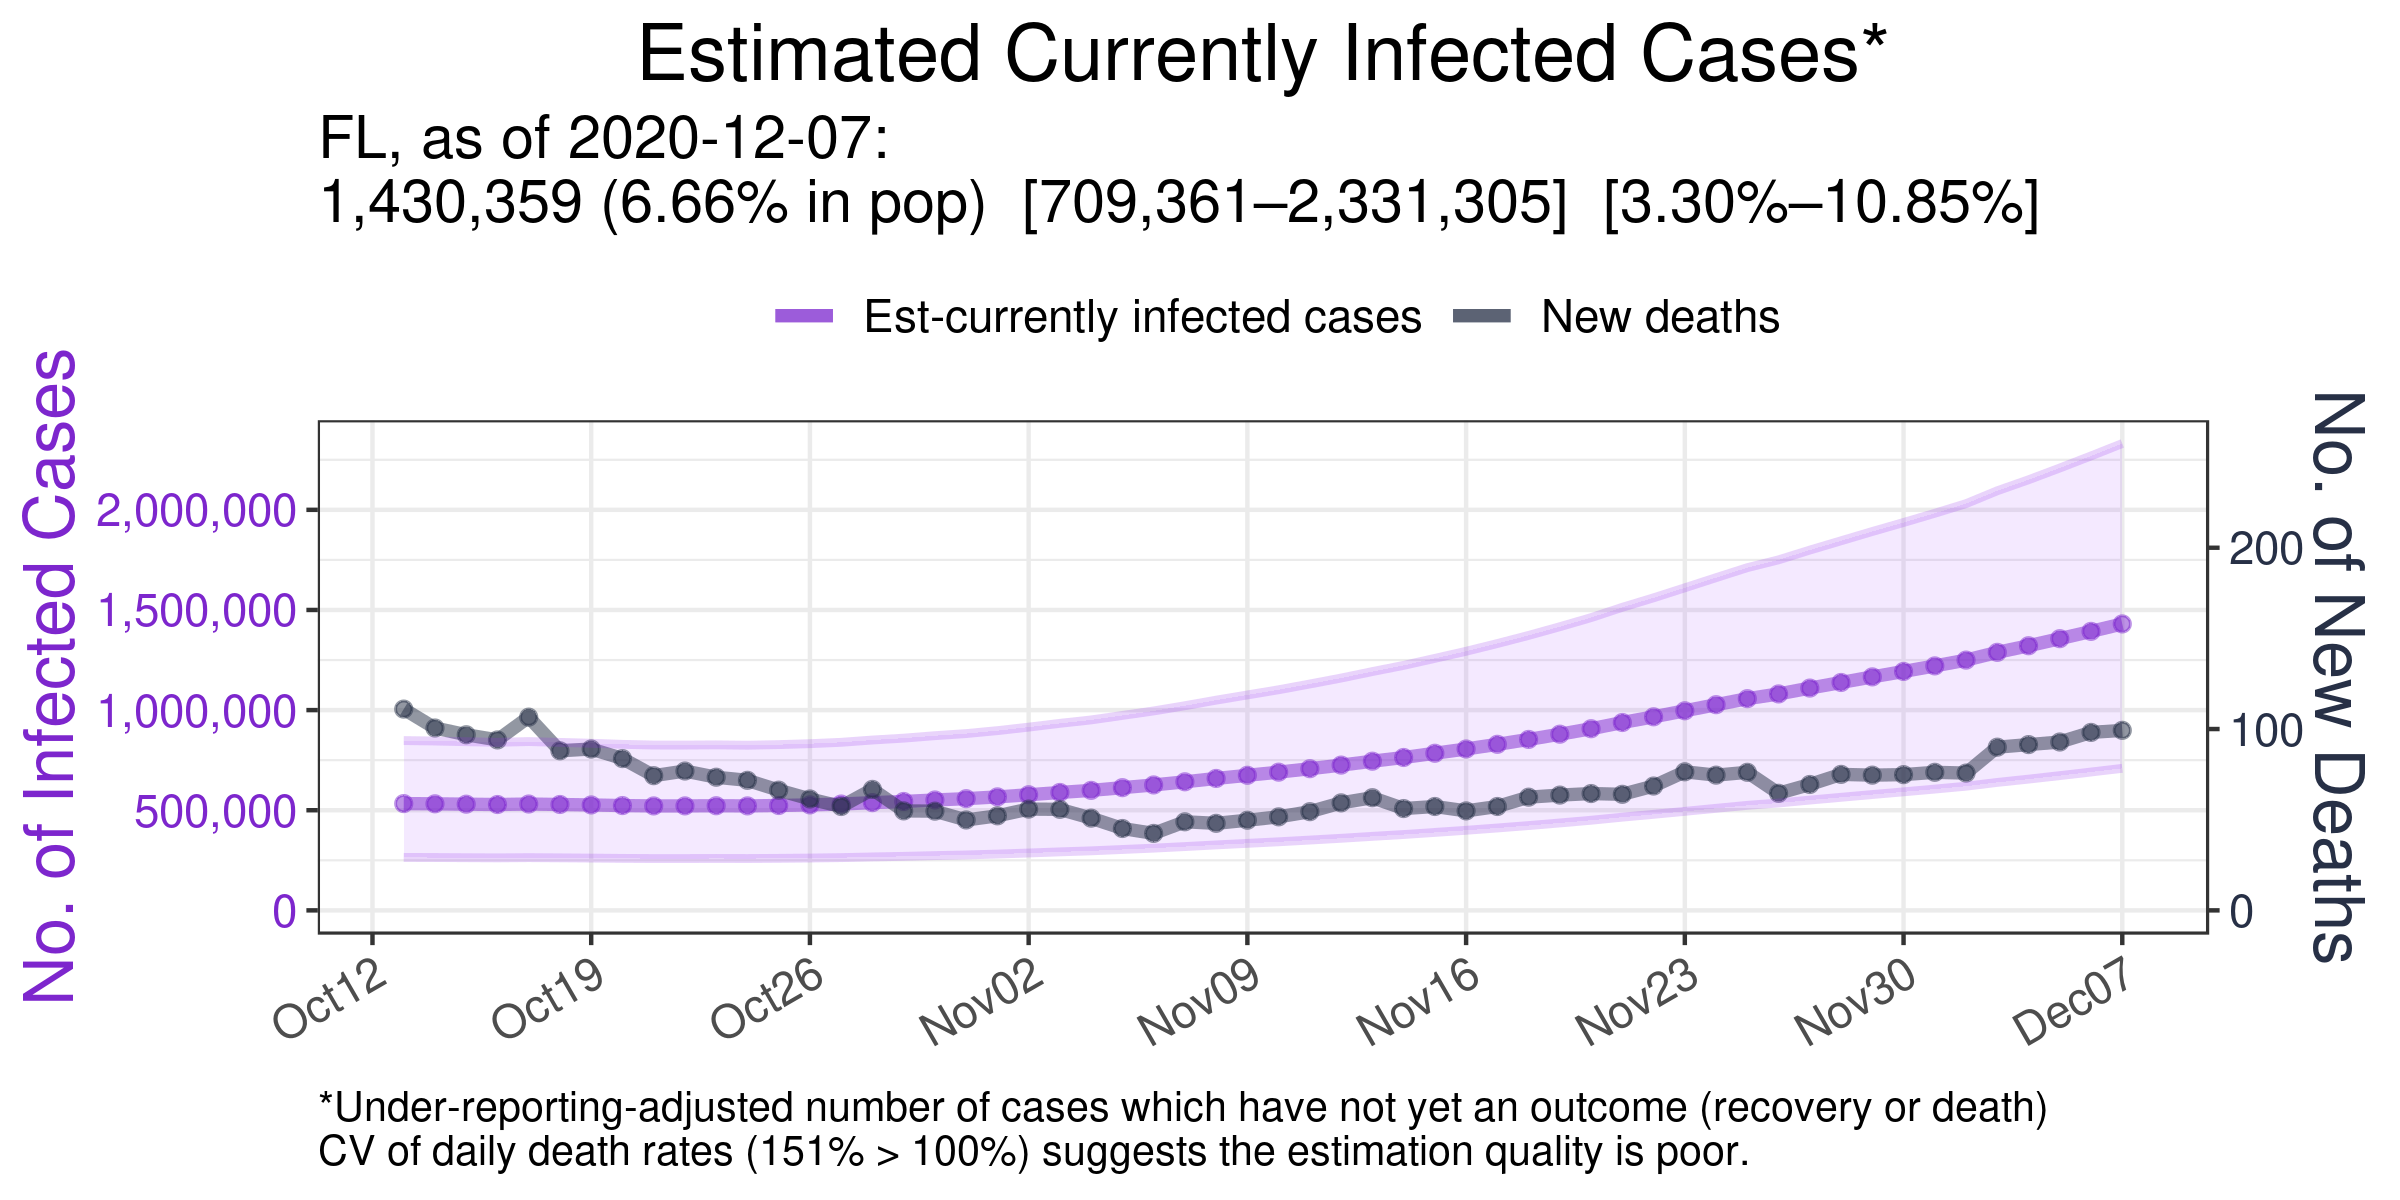 Estimated Currently Infected Cases*
FL, as of 2020-12-07:
1,430,359 (6.66% in pop)  [709,361–2,331,305]  [3.30%–10.85%]
Est-currently infected cases
New deaths
No. of Infected Cases
2,000,000
1,500,000
1,000,000
500,000
0
200
100
0
No. of New Deaths
Oct12
Oct19
Oct26
Nov02
Nov09
Nov16
Nov23
Nov30
Dec07
*Under-reporting-adjusted number of cases which have not yet an outcome (recovery or death)
CV of daily death rates (151% > 100%) suggests the estimation quality is poor.